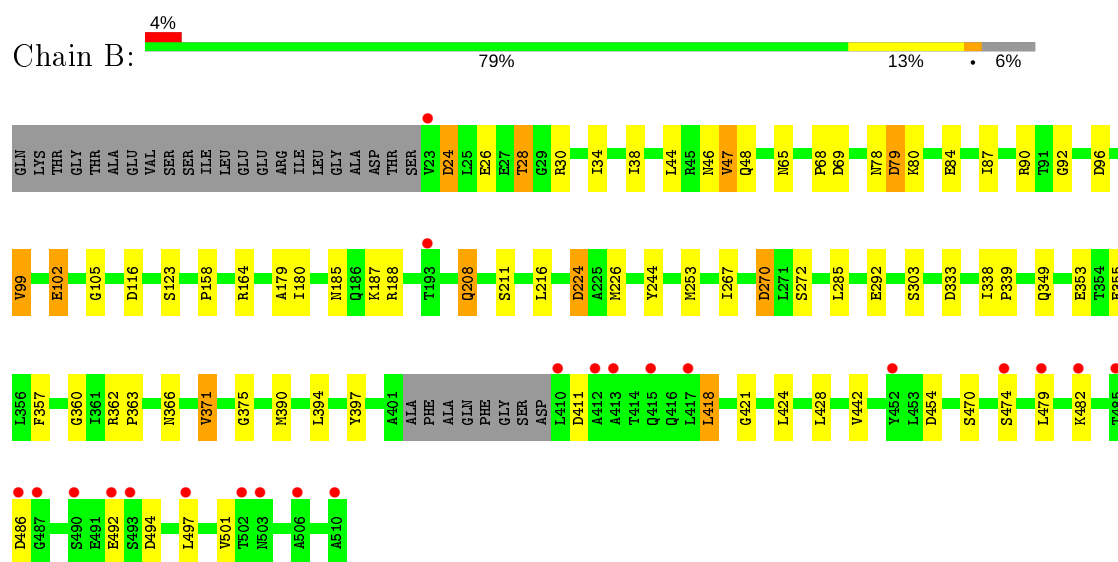 4%
Chain B:
79% 13% • 6%
GLN LYS THR GLY THR ALA GLU VAL SER SER ILE LEU GLU GLU ARG ILE LEU GLY ALA ASP THR SER V23 D24 L25 E26 E27 T28 G29 R30 I34 I38 L44 R45 N46 V47 Q48 N65 P68 D69 N78 D79 K80 E84 I87 R90 T91 G92 D96
V99 E102 G105 D116 S123 P158 R164 A179 I180 N185 Q186 K187 R188 T193 Q208 S211 L216 D224 A225 M226 Y244 M253 I267 D270 L271 S272 L285 E292 S303 D333 I338 P339 Q349 E353 T354
L356 F357 G360 I361 R362 P363 N366 V371 G375 M390 L394 Y397 A401 ALA PHE ALA GLN PHE GLY SER ASP L410 D411 A412 A413 T414 Q415 Q416 L417 L418 G421 L424 L428 V442 Y452 L453 D454 S470 S474 L479 K482 T485
D486 G487 S490 E491 E492 S493 D494 L497 V501 T502 N503 A506 A510